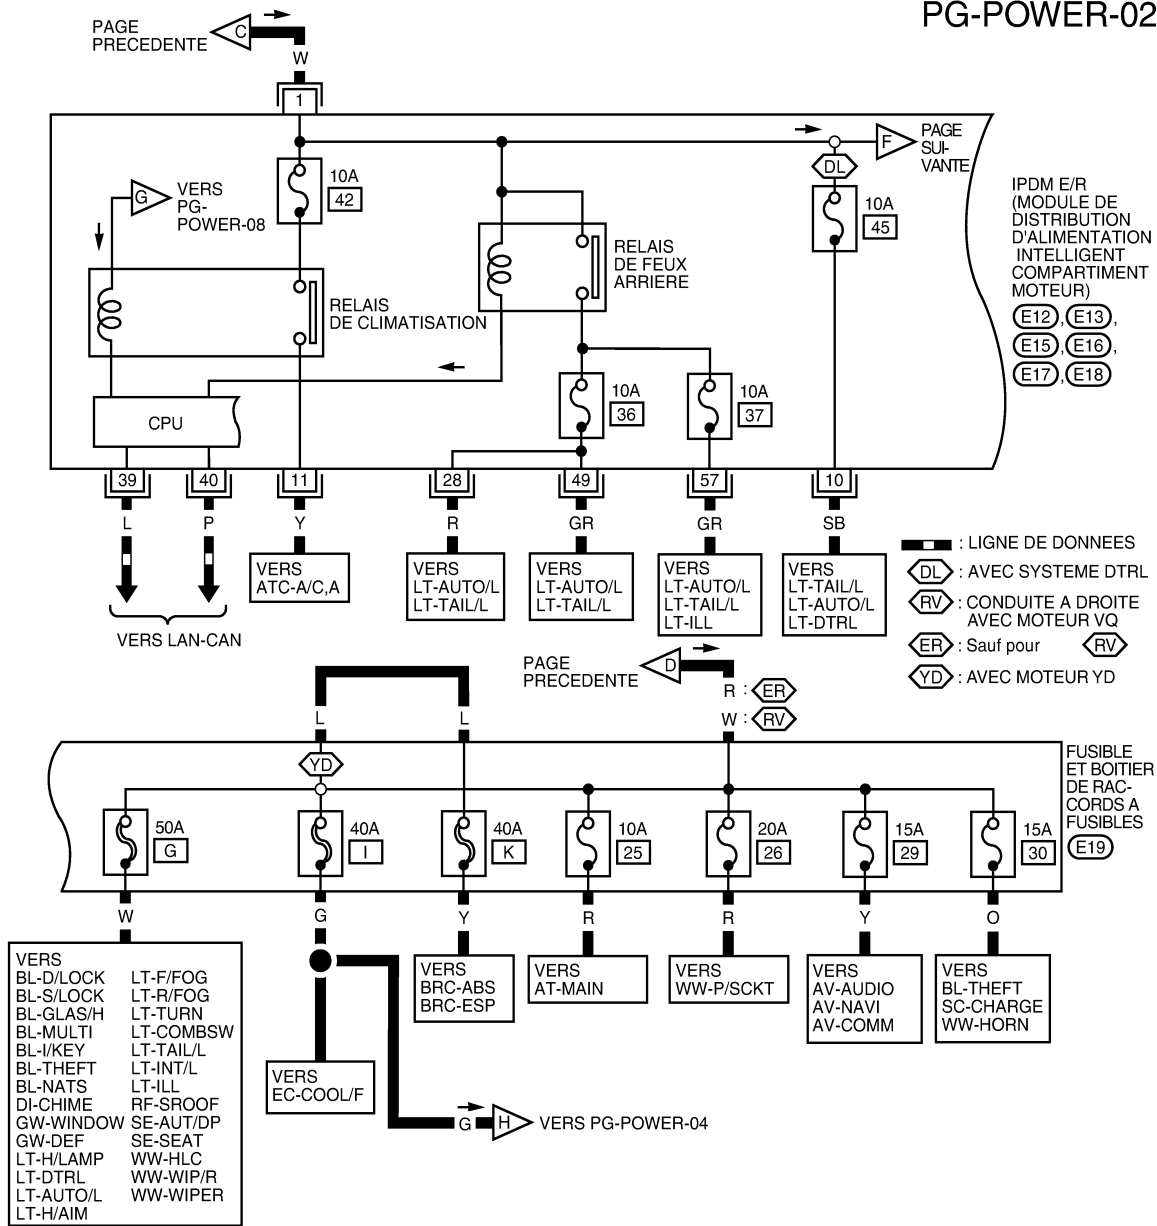 PG-POWER-02
PAGE
PRECEDENTE
C
W
1
F
PAGE
SUI-
VANTE
DL
G
VERS
PG-
POWER-08
10A
42
10A
45
RELAIS
DE FEUX
ARRIERE
RELAIS
DE CLIMATISATION
IPDM E/R
(MODULE DE
DISTRIBUTION
D'ALIMENTATION
INTELLIGENT
COMPARTIMENT
MOTEUR)
E12 , E13 ,
E15 , E16 ,
E17 , E18
10A
36
10A
37
CPU
39
40
11
28
49
57
10
L
P
Y
R
GR
GR
SB
VERS
ATC-A/C,A
VERS
LT-AUTO/L
LT-TAIL/L
VERS
LT-AUTO/L
LT-TAIL/L
VERS
LT-AUTO/L
LT-TAIL/L
LT-ILL
VERS
LT-TAIL/L
LT-AUTO/L
LT-DTRL
VERS LAN-CAN
: LIGNE DE DONNEES
DL : AVEC SYSTEME DTRL
RV : CONDUITE A DROITE
AVEC MOTEUR VQ
ER : Sauf pour RV
YD : AVEC MOTEUR YD
PAGE
PRECEDENTE
D
R : ER
W : RV
L
L
YD
FUSIBLE
ET BOITIER
DE RAC-
CORDS A
FUSIBLES
E19
50A
G
40A
I
40A
K
10A
25
20A
26
15A
29
15A
30
W
G
Y
R
R
Y
O
VERS
BL-D/LOCK
BL-S/LOCK
BL-GLAS/H
BL-MULTI
BL-I/KEY
BL-THEFT
BL-NATS
DI-CHIME
GW-WINDOW
GW-DEF
LT-H/LAMP
LT-DTRL
LT-AUTO/L
LT-H/AIM
LT-F/FOG
LT-R/FOG
LT-TURN
LT-COMBSW
LT-TAIL/L
LT-INT/L
LT-ILL
RF-SROOF
SE-AUT/DP
SE-SEAT
WW-HLC
WW-WIP/R
WW-WIPER
VERS
EC-COOL/F
VERS
BRC-ABS
BRC-ESP
VERS
AT-MAIN
VERS
WW-P/SCKT
VERS
AV-AUDIO
AV-NAVI
AV-COMM
VERS
BL-THEFT
SC-CHARGE
WW-HORN
G
H
VERS PG-POWER-04